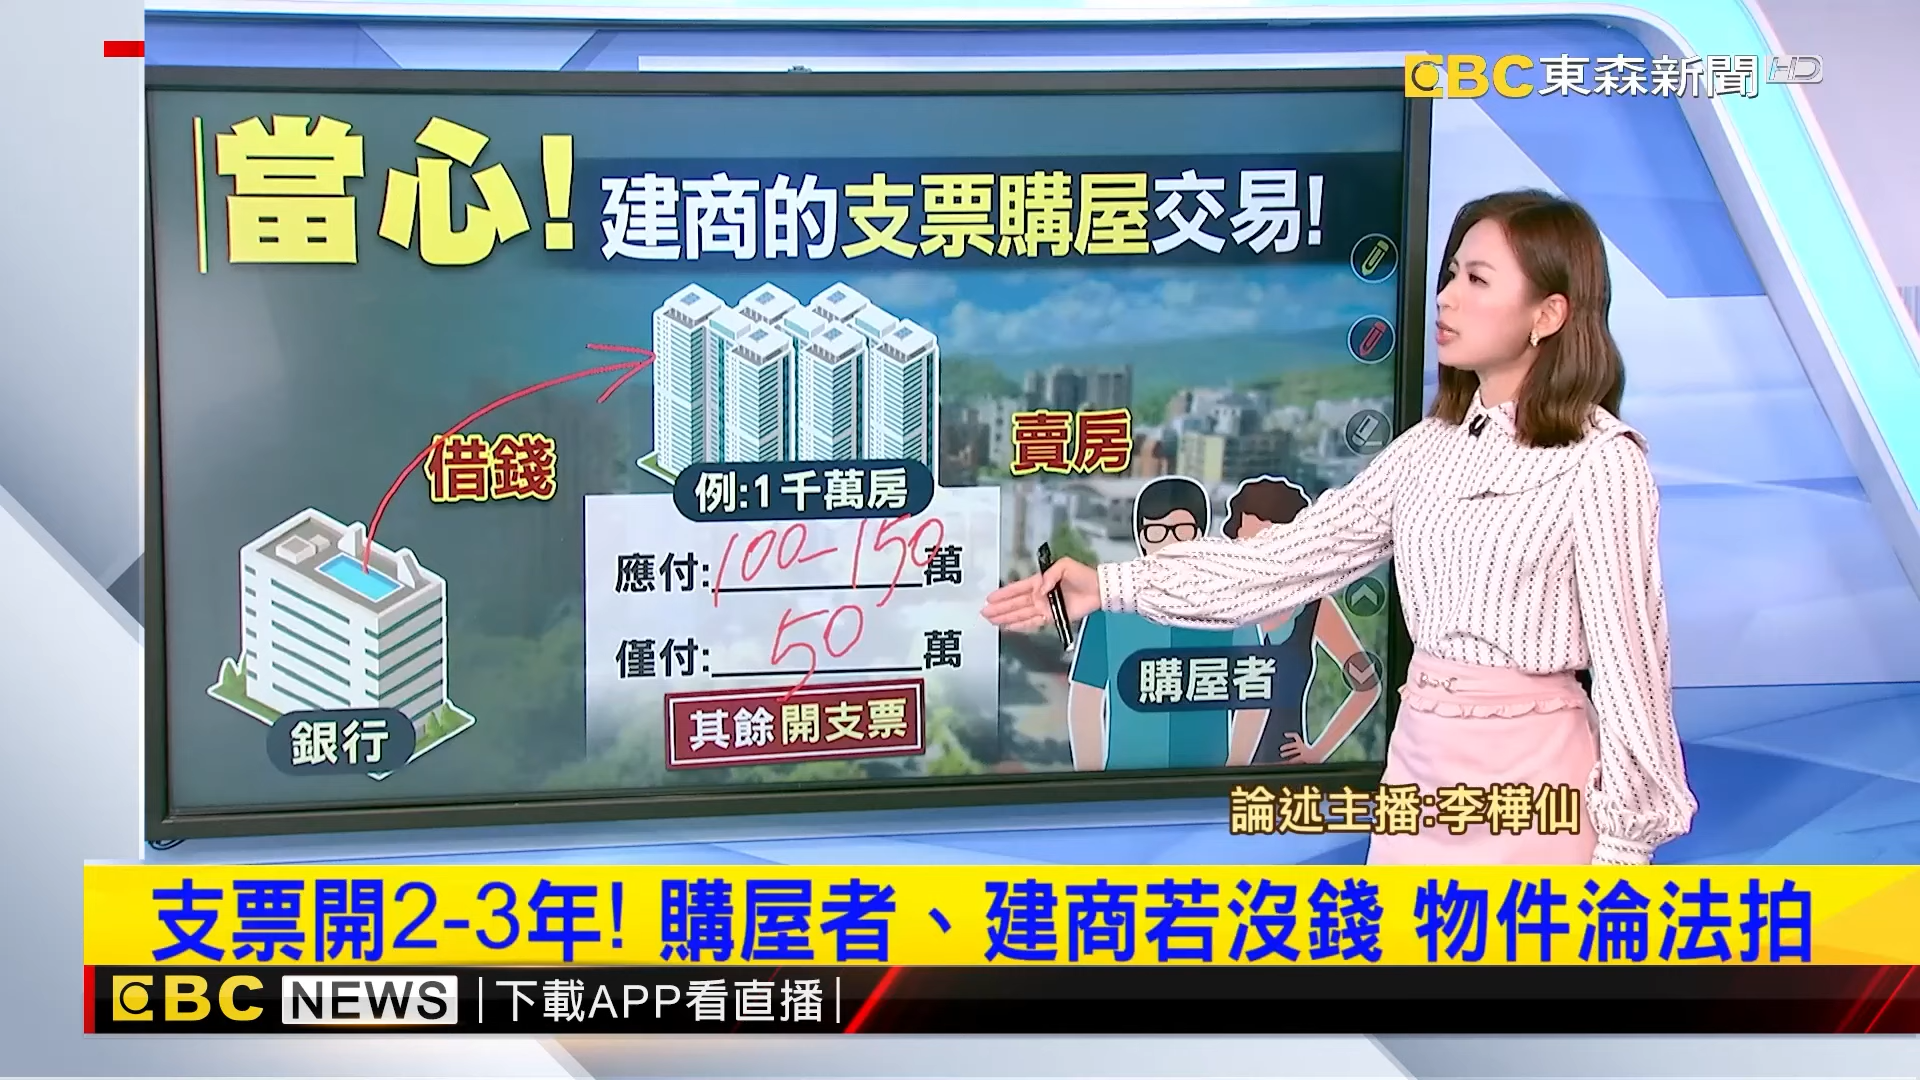 EBC東森新聞HD
當心!建商的支票購屋交易!
借錢
賣房
例:1千萬房
應付:100-150萬
僅付:50萬
其餘開支票
銀行
購屋者
論述主播:李樺仙
支票開2-3年! 購屋者、建商若沒錢 物件淪法拍
EBC NEWS |下載APP看直播|